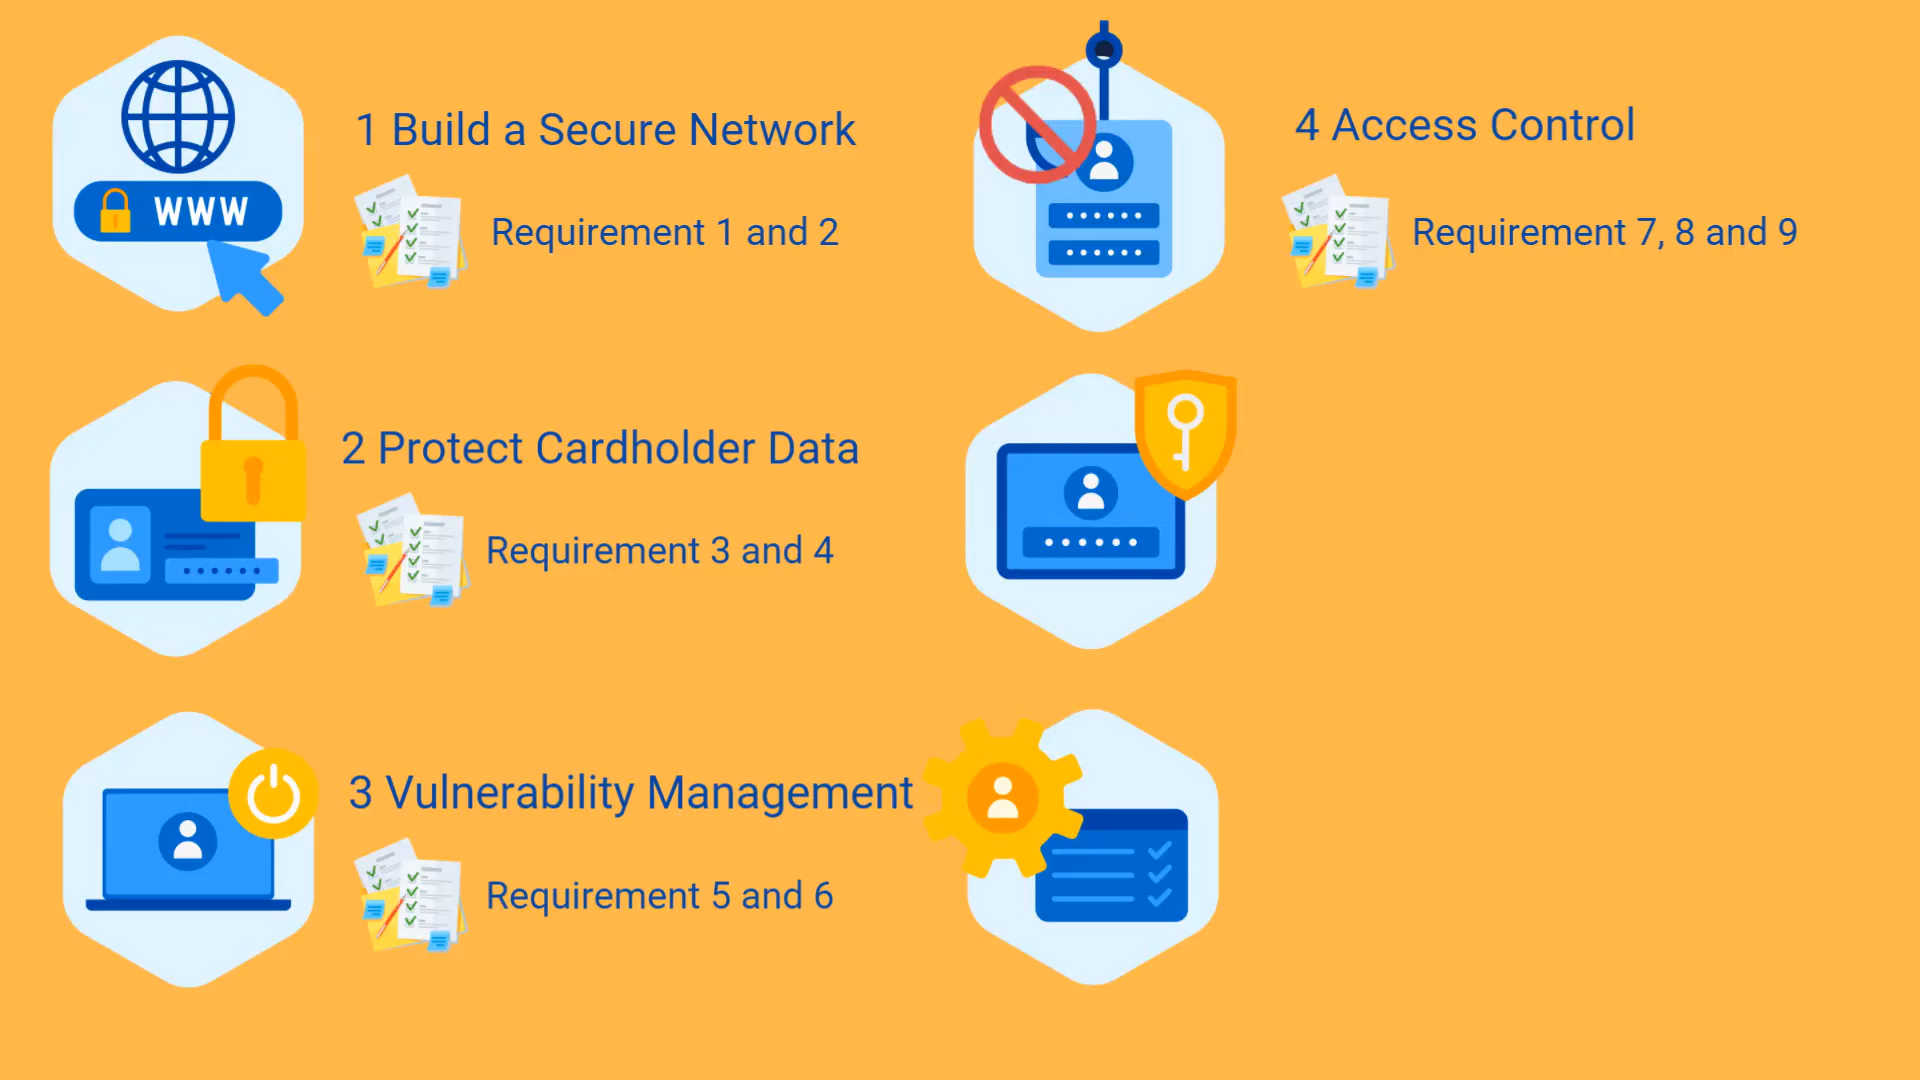 WWW
1 Build a Secure Network
Requirement 1 and 2
2 Protect Cardholder Data
Requirement 3 and 4
3 Vulnerability Management
Requirement 5 and 6
4 Access Control
Requirement 7, 8 and 9